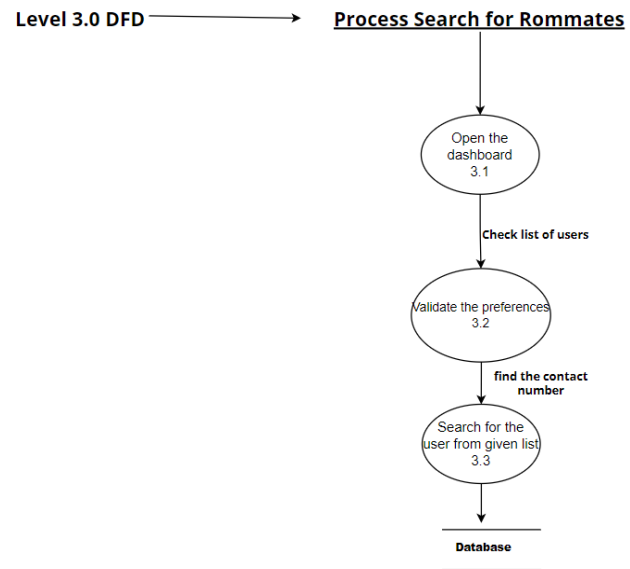 Level 3.0 DFD
Process Search for Rommates
Open the
dashboard
3.1
Check list of users
Validate the preferences
3.2
find the contact
number
Search for the
user from given list
3.3
Database